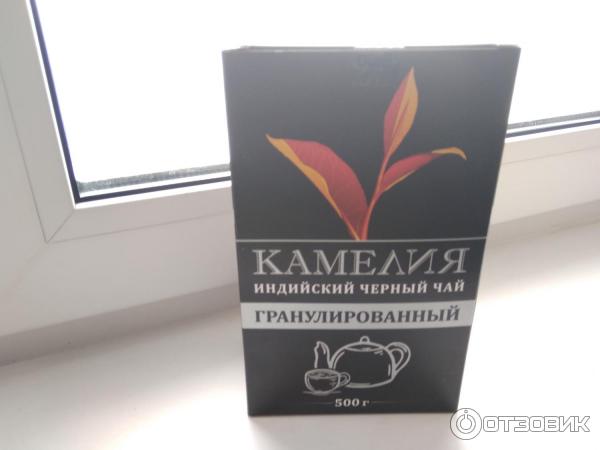 КАМЕЛИЯ
ИНДИЙСКИЙ ЧЕРНЫЙ ЧАЙ
ГРАНУЛИРОВАННЫЙ
500 г
ОТЗОВИК